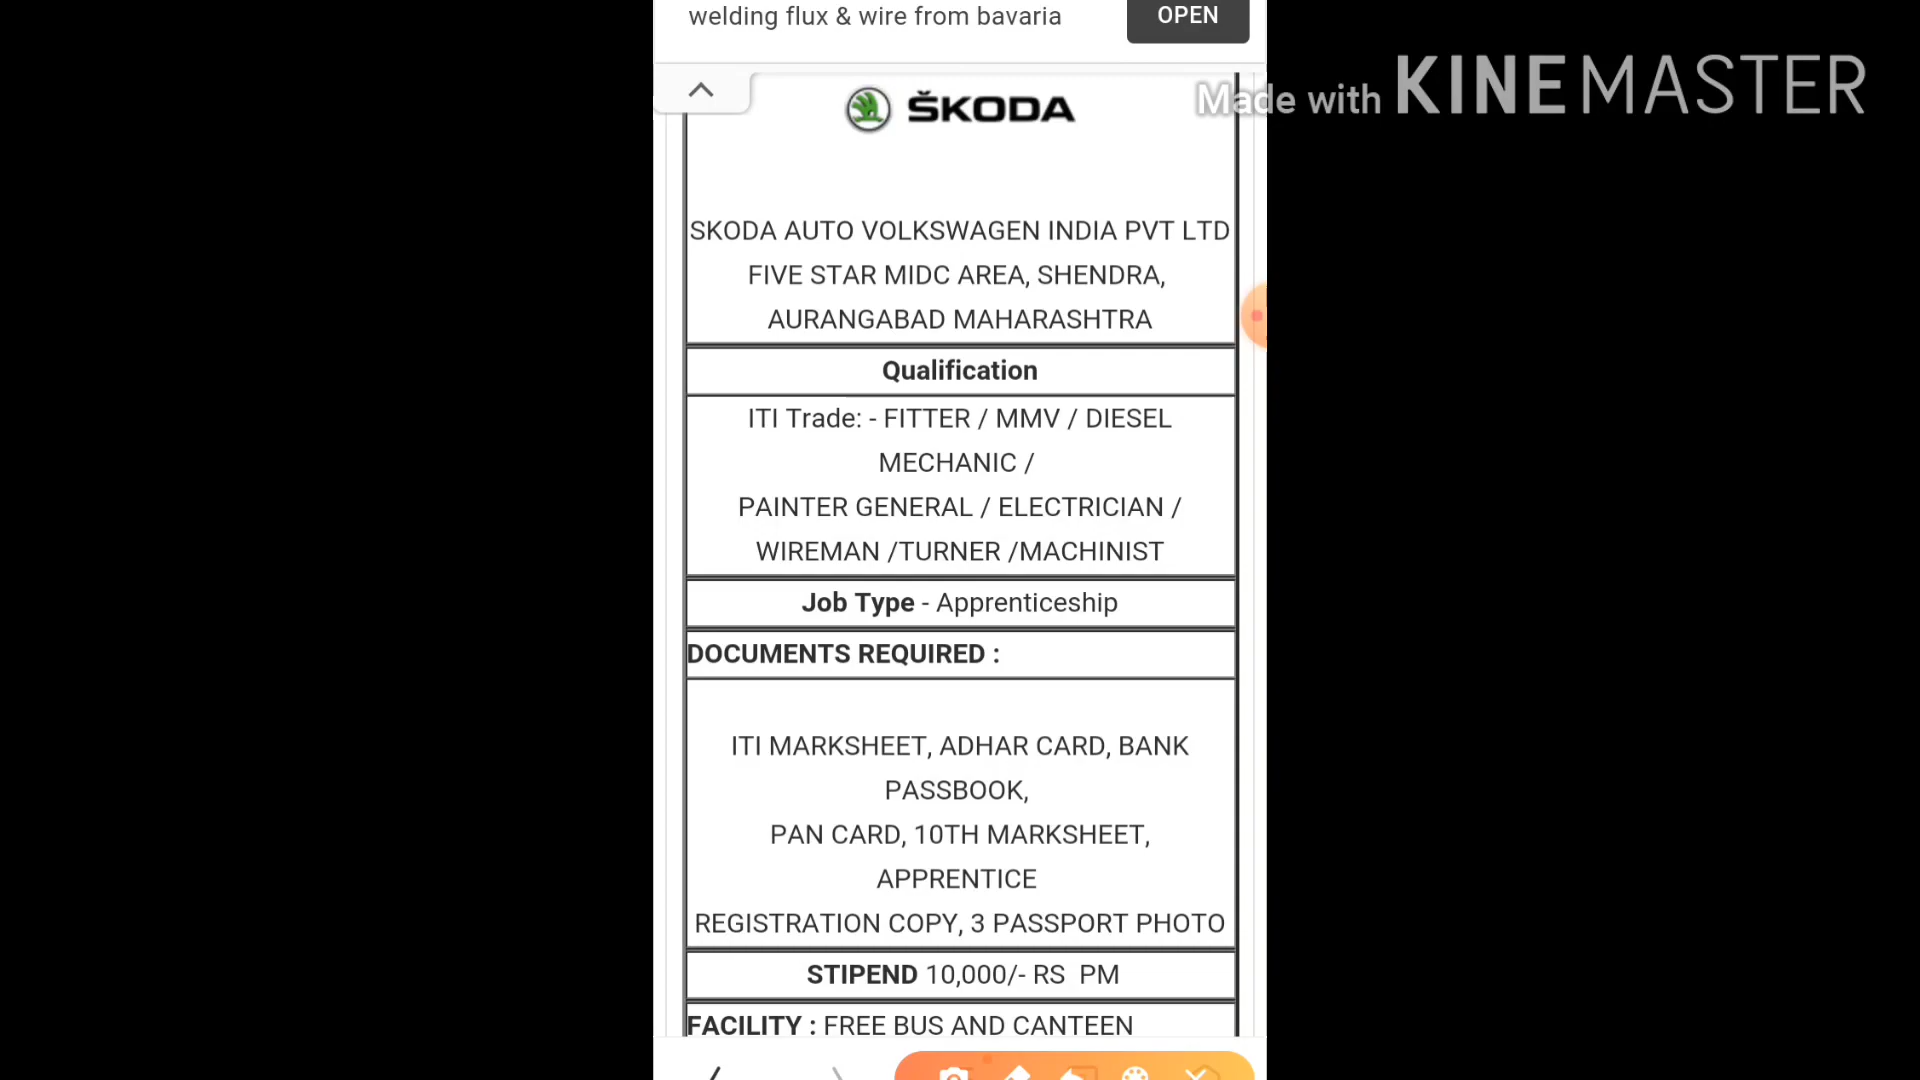 welding flux & wire from bavaria
OPEN
Made with KINEMASTER
ŠKODA
SKODA AUTO VOLKSWAGEN INDIA PVT LTD
FIVE STAR MIDC AREA, SHENDRA,
AURANGABAD MAHARASHTRA
Qualification
ITI Trade: - FITTER / MMV / DIESEL
MECHANIC /
PAINTER GENERAL / ELECTRICIAN /
WIREMAN /TURNER /MACHINIST
Job Type - Apprenticeship
DOCUMENTS REQUIRED :
ITI MARKSHEET, ADHAR CARD, BANK
PASSBOOK,
PAN CARD, 10TH MARKSHEET,
APPRENTICE
REGISTRATION COPY, 3 PASSPORT PHOTO
STIPEND 10,000/- RS PM
FACILITY : FREE BUS AND CANTEEN